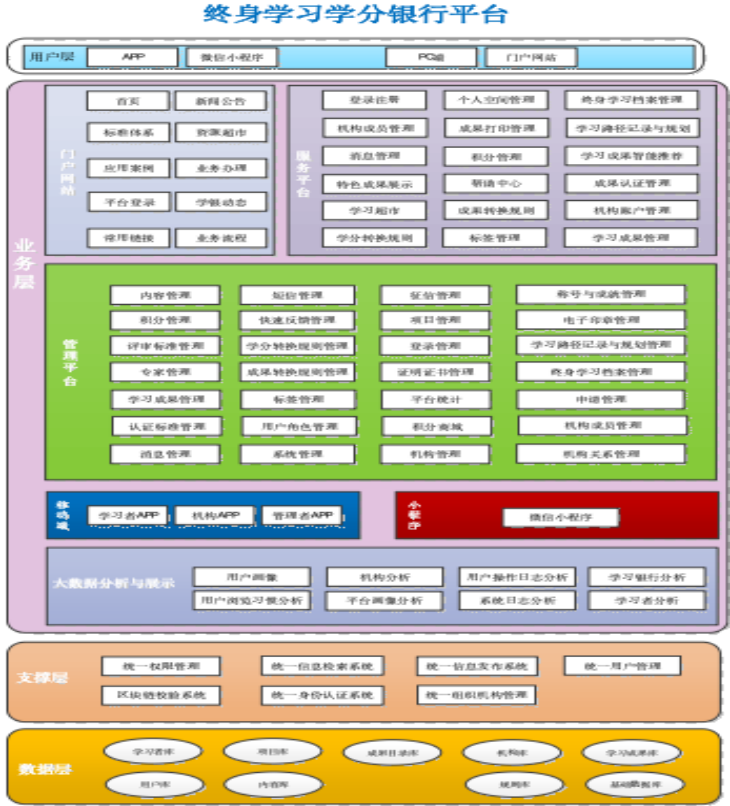 终身学习学分银行平台
用户层
APP
微信小程序
PC端
门户网站
业务层
门户网站
首页
新闻公告
标准体系
资源超市
应用案例
业务办理
平台登录
学银动态
常用链接
业务流程
服务平台
登录注册
个人空间管理
终身学习档案管理
机构成员管理
成果打印管理
学习路径记录与规划
消息管理
积分管理
学习成果智能推荐
特色成果展示
帮助中心
成果认证管理
学习超市
成果转换规则
机构账户管理
学分转换规则
标签管理
学习成果管理
管理平台
内容管理
短信管理
征信管理
称号与成就管理
积分管理
快速反馈管理
项目管理
电子印章管理
评审标准管理
学分转换规则管理
登录管理
学习路径记录与规划管理
专家管理
成果转换规则管理
证明证书管理
终身学习档案管理
学习成果管理
标签管理
平台统计
申请管理
认证标准管理
用户角色管理
积分商城
机构成员管理
消息管理
系统管理
机构管理
机构关系管理
移动端
学习者APP
机构APP
管理者APP
小程序
微信小程序
大数据分析与展示
用户画像
机构分析
用户操作日志分析
学习银行分析
用户浏览习惯分析
平台画像分析
系统日志分析
学习者分析
支撑层
统一权限管理
统一信息检索系统
统一信息发布系统
统一用户管理
区块链校验系统
统一身份认证系统
统一组织机构管理
数据层
学习者库
项目库
成果目录库
机构库
学习成果库
用户库
内容库
规则库
基础数据库